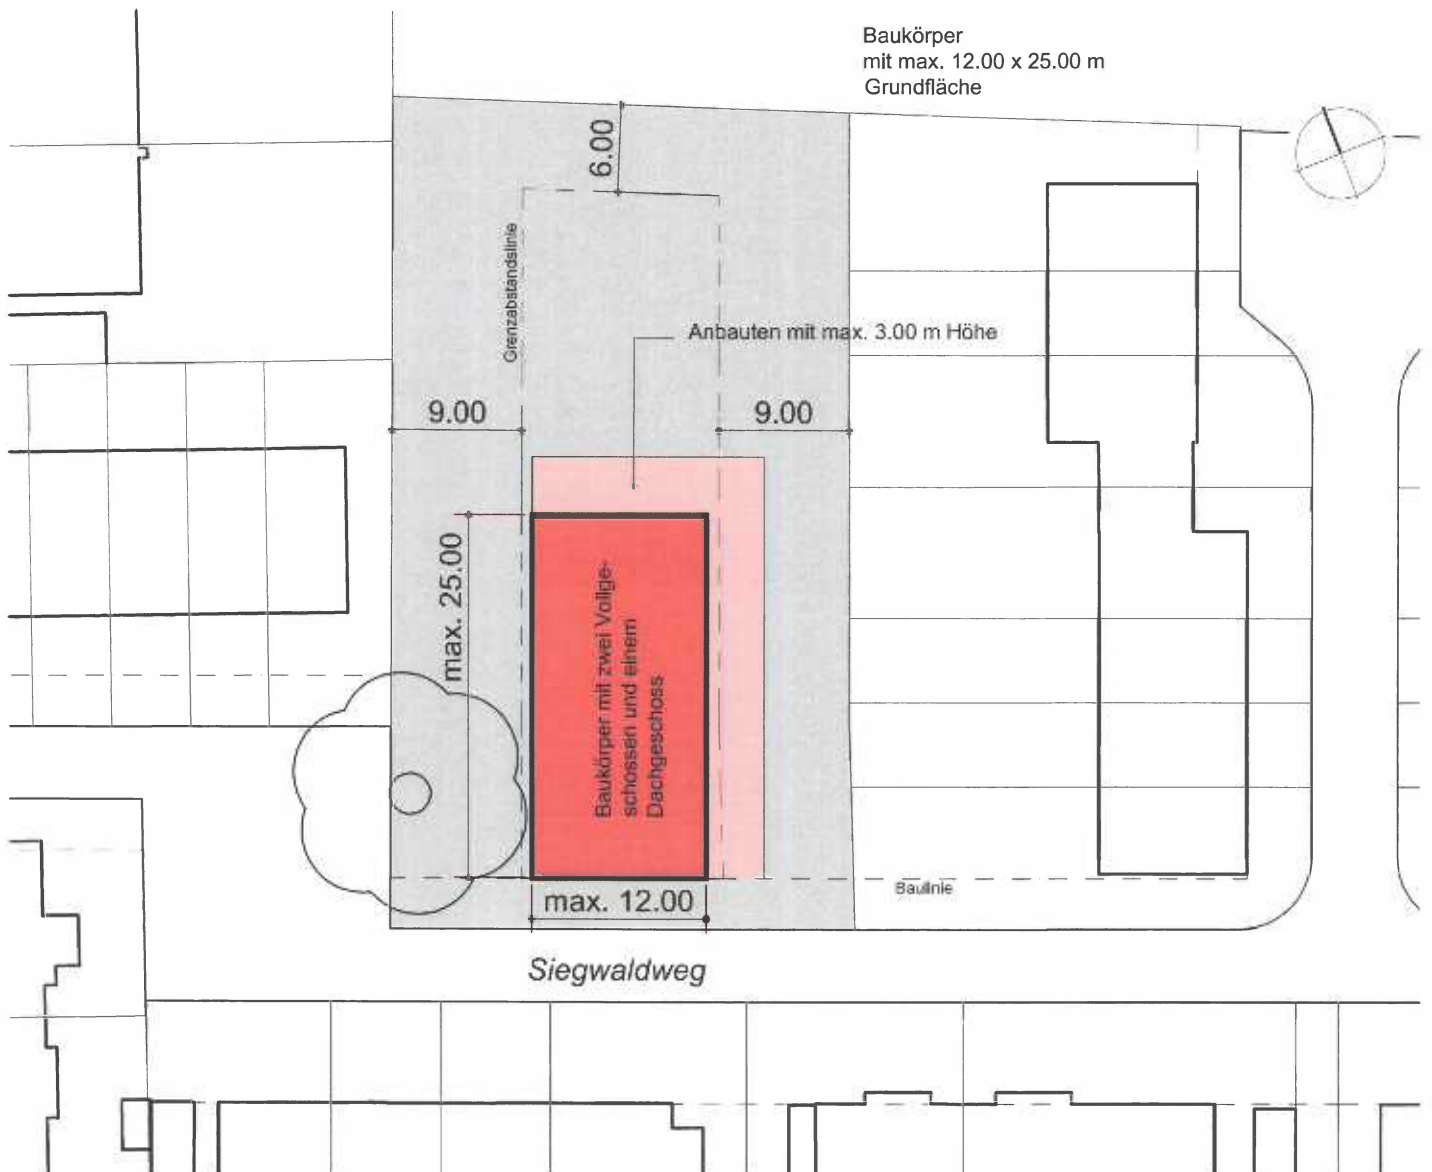 Baukörper
mit max. 12.00 x 25.00 m
Grundfläche
6.00
Grenzabstandslinie
Anbauten mit max. 3.00 m Höhe
9.00
9.00
max. 25.00
Baukörper mit zwei Vollge-
schossen und einem
Dachgeschoss
Baulinie
max. 12.00
Siegwaldweg